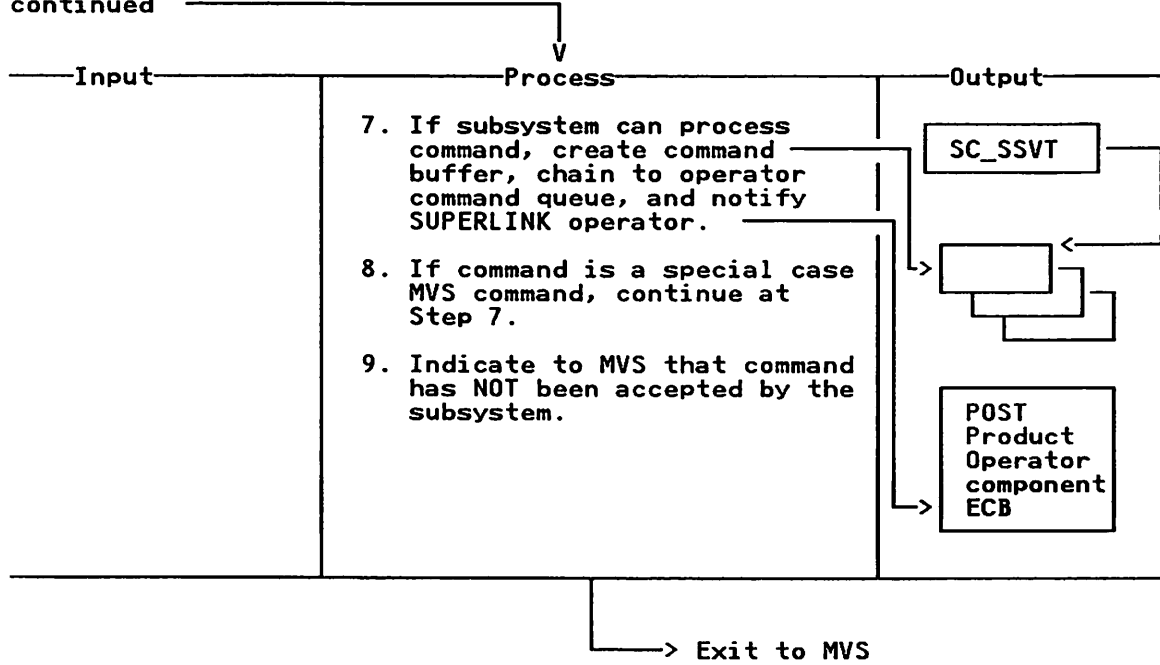 continued
Input
Process
Output
7. If subsystem can process
command, create command
buffer, chain to operator
command queue, and notify
SUPERLINK operator.
8. If command is a special case
MVS command, continue at
Step 7.
9. Indicate to MVS that command
has NOT been accepted by the
subsystem.
SC_SSVT
POST
Product
Operator
component
ECB
Exit to MVS